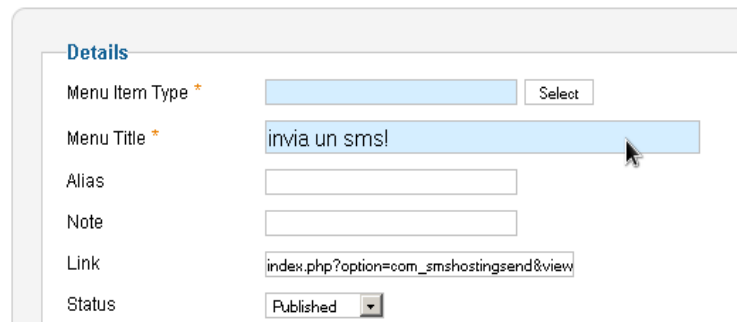 Details
Menu Item Type * Select
Menu Title * invia un sms!
Alias
Note
Link index.php?option=com_smshostingsend&view
Status Published